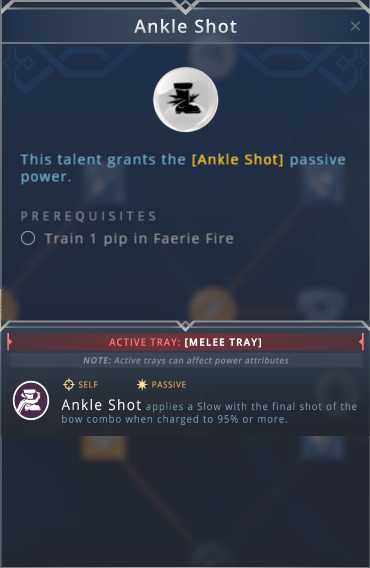 Ankle Shot
This talent grants the [Ankle Shot] passive
power.
PREREQUISITES
Train 1 pip in Faerie Fire
ACTIVE TRAY: [MELEE TRAY]
NOTE: Active trays can affect power attributes
SELF PASSIVE
Ankle Shot applies a Slow with the final shot of the
bow combo when charged to 95% or more.